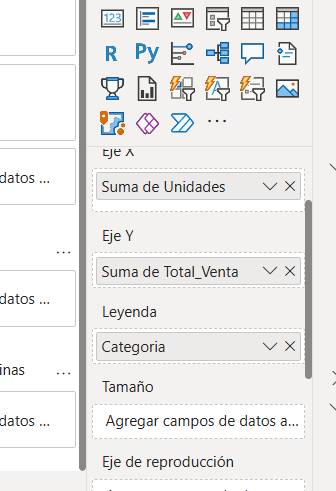 123
R Py
Eje X
datos ...
Suma de Unidades
Eje Y
...
Suma de Total_Venta
datos ...
Leyenda
Categoria
inas ...
Tamaño
datos ...
Agregar campos de datos a...
Eje de reproducción